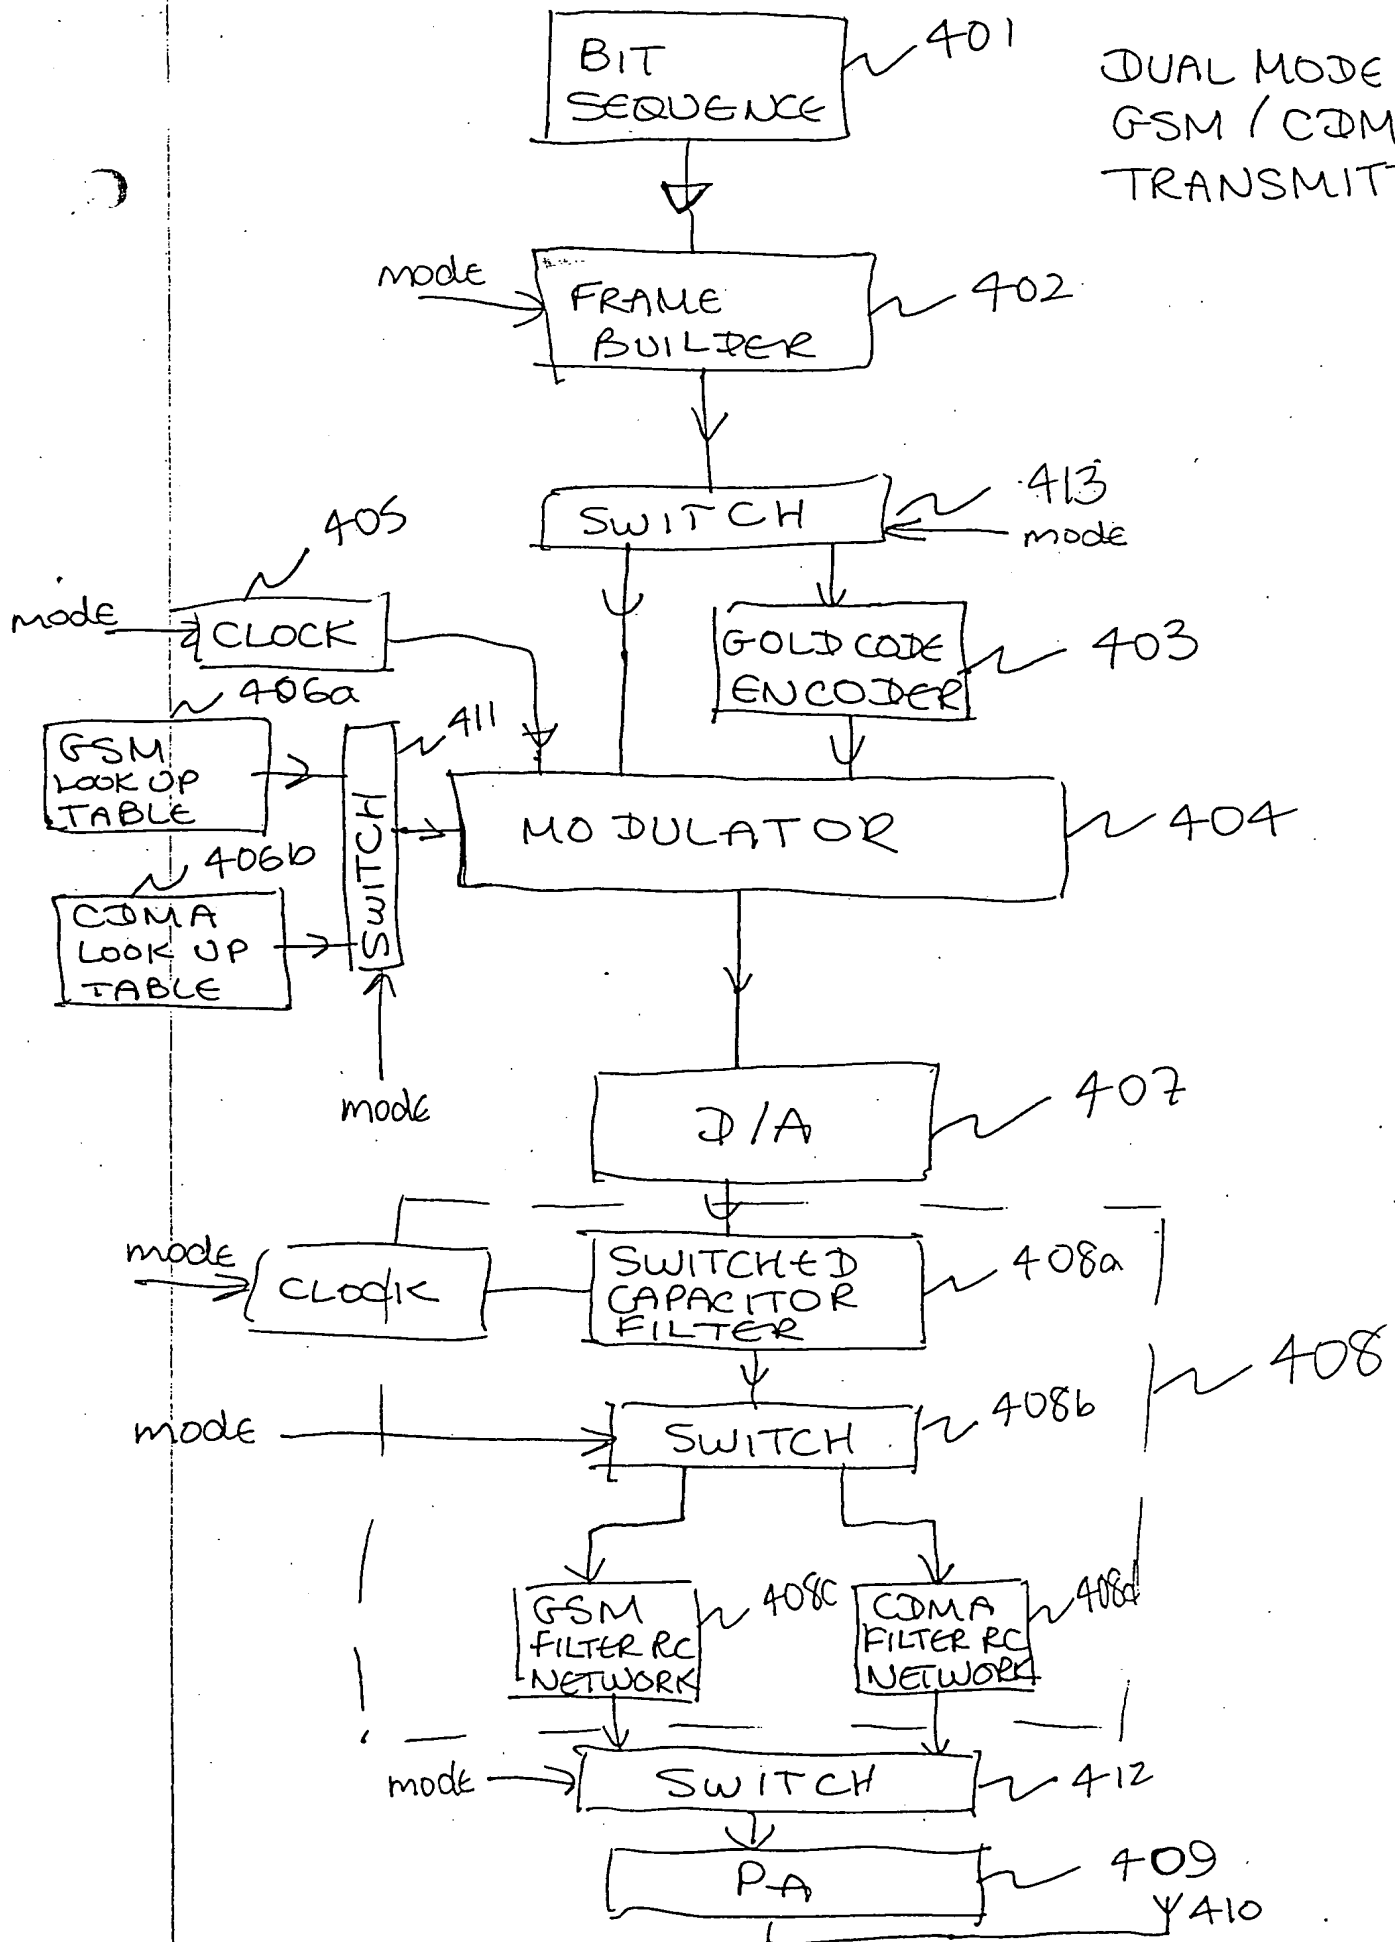 BIT
SEQUENCE
401
DUAL MODE
GSM / CDM
TRANSMIT
mode
FRAME
BUILDER
402
SWITCH
413
mode
405
mode
CLOCK
GOLD CODE
ENCODER
403
406a
GSM
LOOK UP
TABLE
SWITCH
411
MODULATOR
404
406b
CDMA
LOOK UP
TABLE
mode
D/A
407
mode
CLOCK
SWITCHED
CAPACITOR
FILTER
408a
408
mode
SWITCH
408b
GSM
FILTER RC
NETWORK
408c
CDMA
FILTER RC
NETWORK
408d
mode
SWITCH
412
PA
409
410